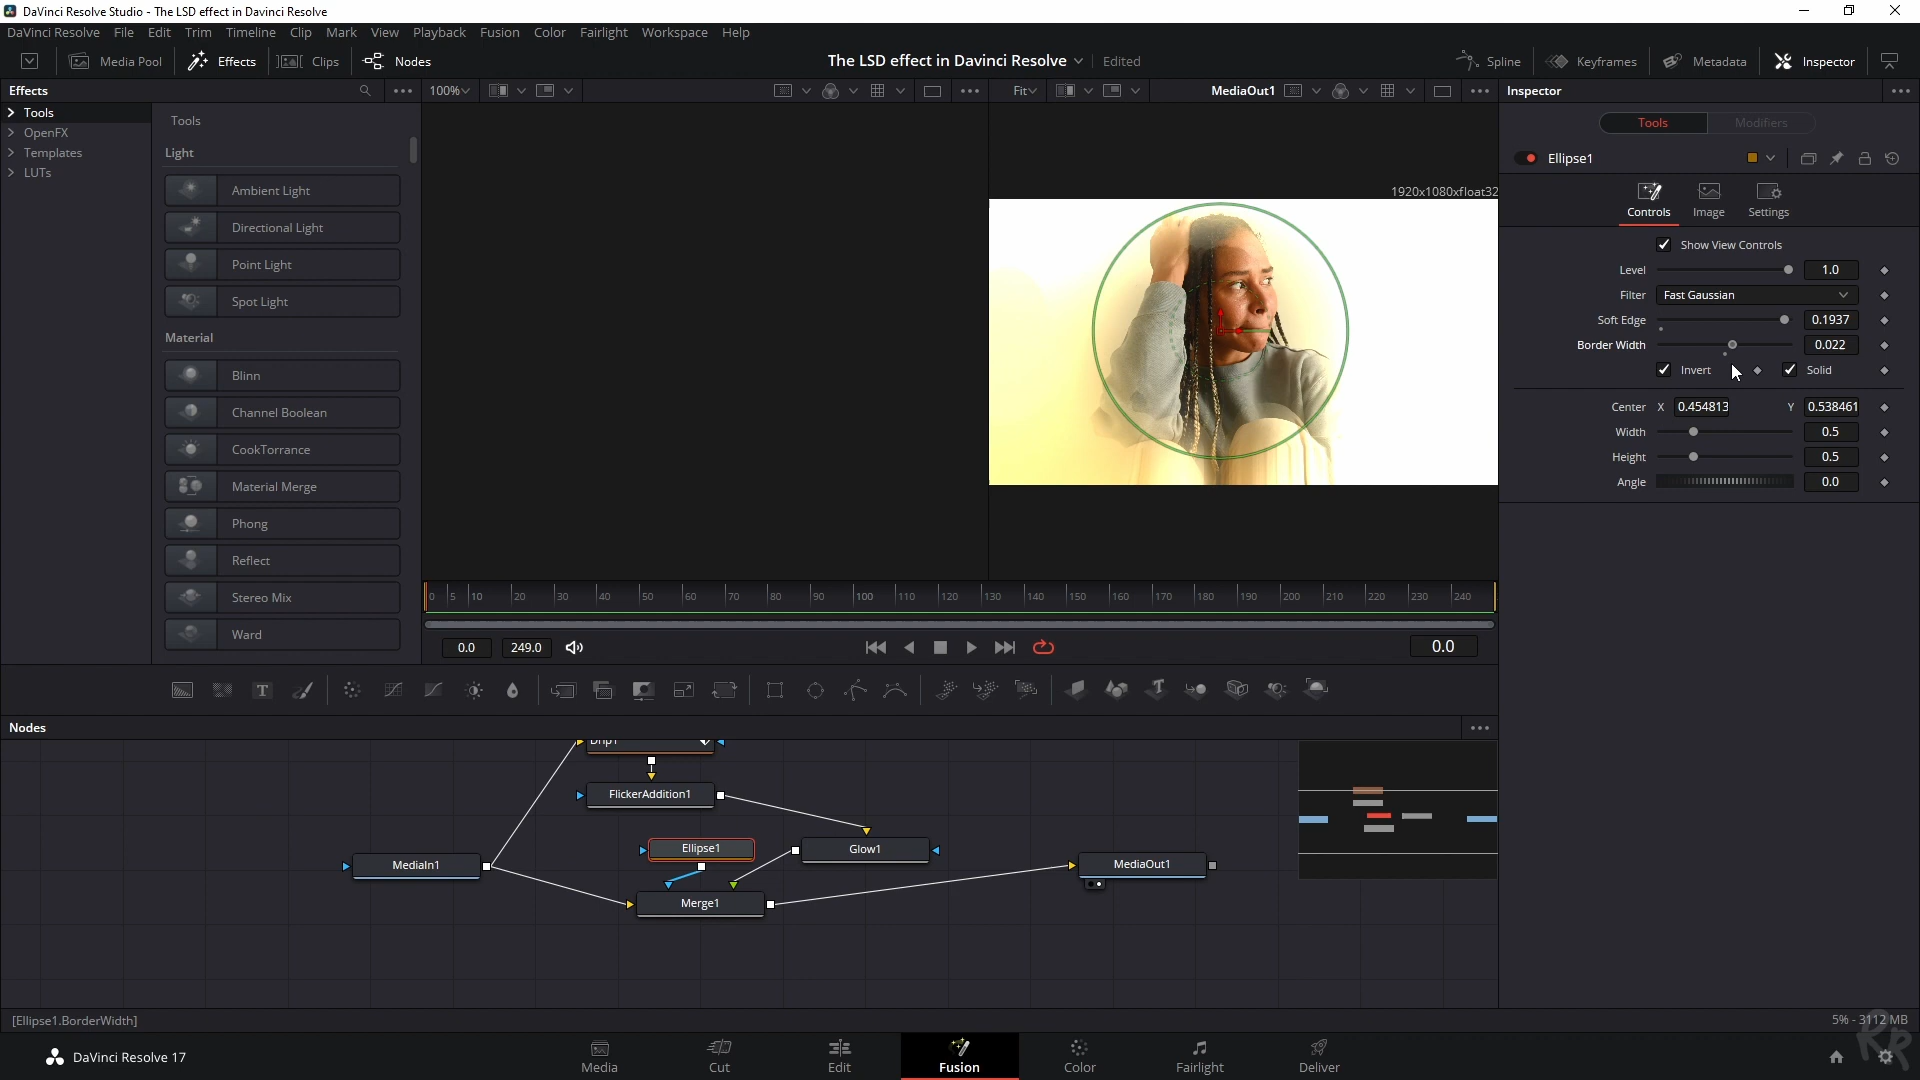 DaVinci Resolve Studio - The LSD effect in Davinci Resolve
DaVinci Resolve File Edit Trim Timeline Clip Mark View Playback Fusion Color Fairlight Workspace Help
Media Pool Effects Clips Nodes The LSD effect in Davinci Resolve Edited Spline Keyframes Metadata Inspector
Effects 100% Fit MediaOut1 Inspector
Tools
OpenFX
Templates
LUTs
Tools
Light
Ambient Light
Directional Light
Point Light
Spot Light
Material
Blinn
Channel Boolean
CookTorrance
Material Merge
Phong
Reflect
Stereo Mix
Ward
1920x1080xfloat32
Tools Modifiers
Ellipse1
Controls Image Settings
Show View Controls
Level 1.0
Filter Fast Gaussian
Soft Edge 0.1937
Border Width 0.022
Invert Solid
Center X 0.454813 Y 0.538461
Width 0.5
Height 0.5
Angle 0.0
0 5 10 20 30 40 50 60 70 80 90 100 110 120 130 140 150 160 170 180 190 200 210 220 230 240
0.0 249.0 0.0
T
Nodes
Drip1
FlickerAddition1
Ellipse1
Glow1
MediaIn1
MediaOut1
Merge1
[Ellipse1.BorderWidth] 5% - 3112 MB
DaVinci Resolve 17 Media Cut Edit Fusion Color Fairlight Deliver
RR